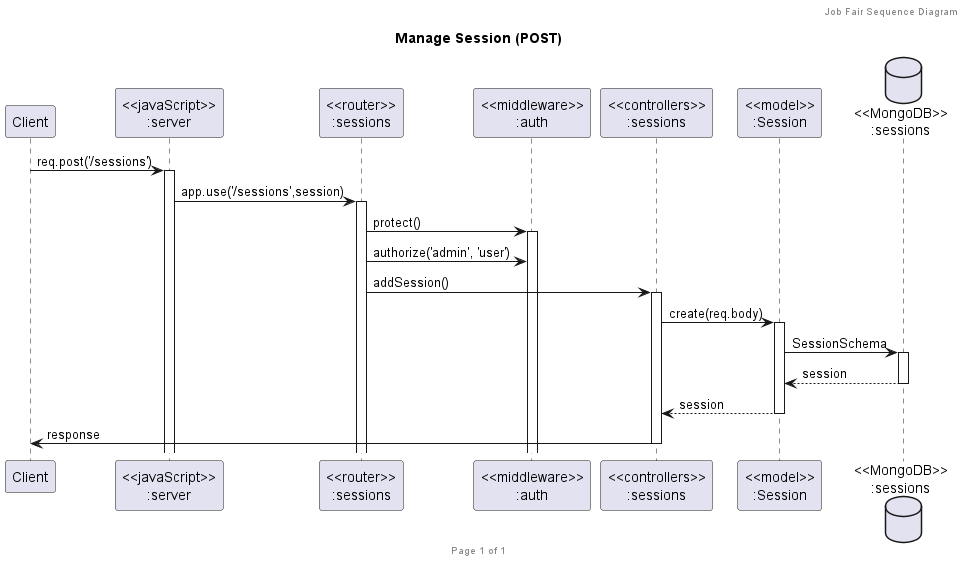 Job Fair Sequence Diagram
Manage Session (POST)
Client
<<javaScript>>
:server
<<router>>
:sessions
<<middleware>>
:auth
<<controllers>>
:sessions
<<model>>
:Session
<<MongoDB>>
:sessions
req.post('/sessions')
app.use('/sessions',session)
protect()
authorize('admin', 'user')
addSession()
create(req.body)
SessionSchema
session
session
response
Client
<<javaScript>>
:server
<<router>>
:sessions
<<middleware>>
:auth
<<controllers>>
:sessions
<<model>>
:Session
<<MongoDB>>
:sessions
Page 1 of 1